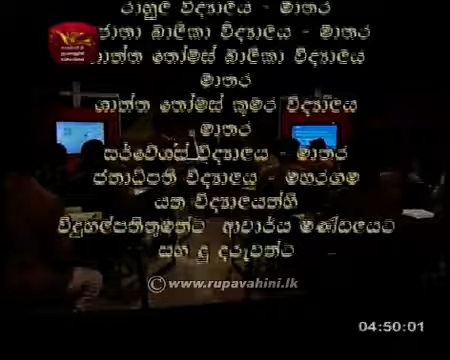 රාහුල විද්‍යාලය - මාතර
ජාතා බාලිකා විද්‍යාලය - මාතර
ශාන්ත තෝමස් බාලිකා විද්‍යාලය
මාතර
ශාන්ත තෝමස් කුමර විද්‍යාලය
මාතර
සර්වේශස් විද්‍යාලය - මාතර
ජනාධිපති විද්‍යාලය - මහරගම
යන විද්‍යාලයන්හි
විදුහල්පතිතුමන්ට ආචාර්ය මණ්ඩලයට
සහ දූ දරුවන්ට
©www.rupavahini.lk
04:50:01